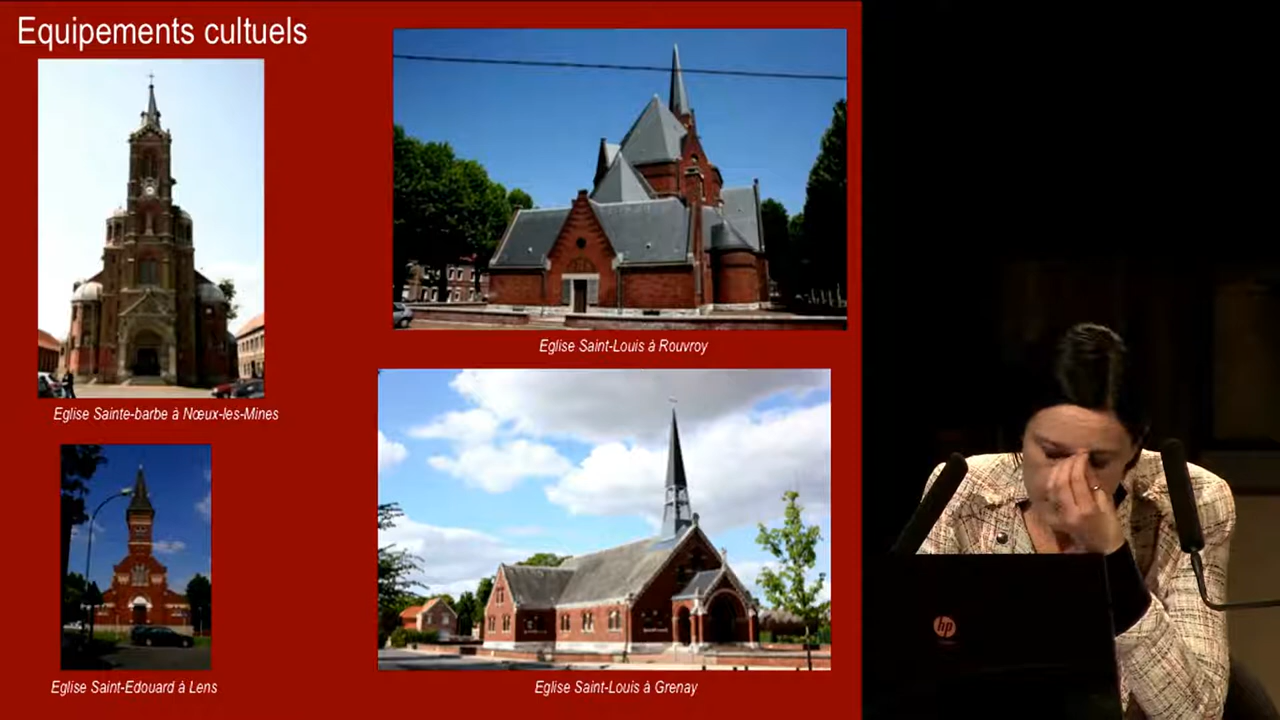 Equipements cultuels
Eglise Sainte-barbe à Nœux-les-Mines
Eglise Saint-Louis à Rouvroy
Eglise Saint-Edouard à Lens
Eglise Saint-Louis à Grenay
hp